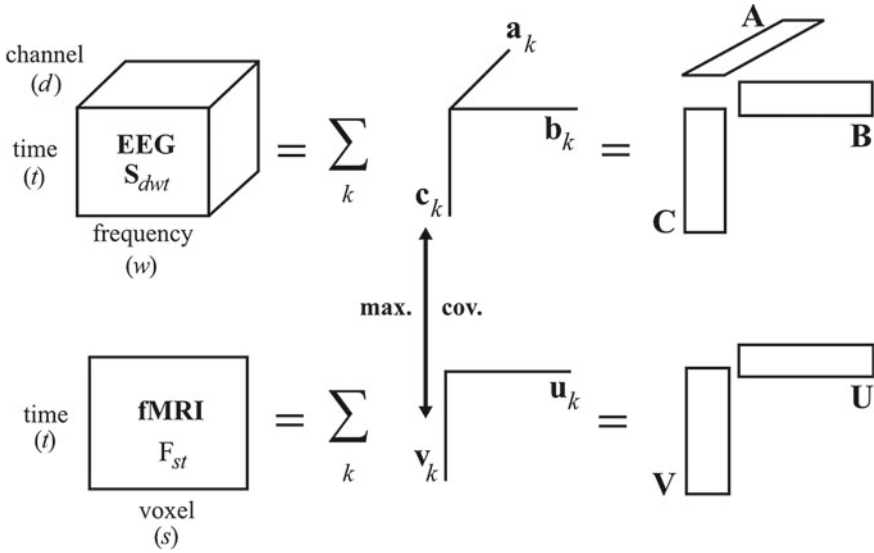 channel
(d)
time
(t)
EEG
S_dwt
frequency
(w)
=
∑
k
a_k
b_k
c_k
=
A
B
C
max. cov.
time
(t)
fMRI
F_st
voxel
(s)
=
∑
k
u_k
v_k
=
U
V